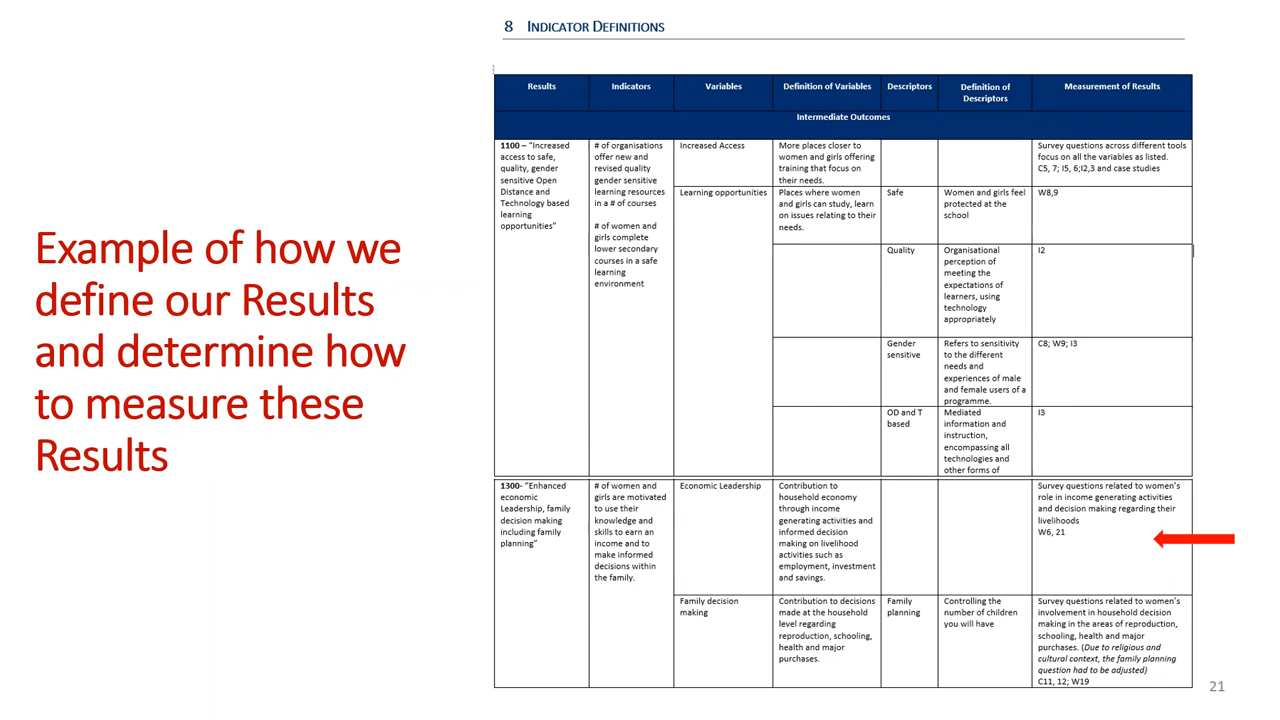 8 INDICATOR DEFINITIONS
Example of how we
define our Results
and determine how
to measure these
Results
Results
Indicators
Variables
Definition of Variables
Descriptors
Definition of
Descriptors
Measurement of Results
Intermediate Outcomes
1100 – “Increased
access to safe,
quality, gender
sensitive Open
Distance and
Technology based
learning
opportunities”
# of organisations
offer new and
revised quality
gender sensitive
learning resources
in a # of courses
# of women and
girls complete
lower secondary
courses in a safe
learning
environment
Increased Access
More places closer to
women and girls offering
training that focus on
their needs.
Survey questions across different tools
focus on all the variables as listed.
C5, 7; I5, 6;I2,3 and case studies
Learning opportunities
Places where women
and girls can study, learn
on issues relating to their
needs.
Safe
Women and girls feel
protected at the
school
W8,9
Quality
Organisational
perception of
meeting the
expectations of
learners, using
technology
appropriately
I2
Gender
sensitive
Refers to sensitivity
to the different
needs and
experiences of male
and female users of a
programme.
C8; W9; I3
OD and T
based
Mediated
information and
instruction,
encompassing all
technologies and
other forms of
I3
1300- “Enhanced
economic
Leadership, family
decision making
including family
planning”
# of women and
girls are motivated
to use their
knowledge and
skills to earn an
income and to
make informed
decisions within
the family.
Economic Leadership
Contribution to
household economy
through income
generating activities and
informed decision
making on livelihood
activities such as
employment, investment
and savings.
Survey questions related to women’s
role in income generating activities
and decision making regarding their
livelihoods
W6, 21
Family decision
making
Contribution to decisions
made at the household
level regarding
reproduction, schooling,
health and major
purchases.
Family
planning
Controlling the
number of children
you will have
Survey questions related to women’s
involvement in household decision
making in the areas of reproduction,
schooling, health and major
purchases. (Due to religious and
cultural context, the family planning
question had to be adjusted)
C11, 12; W19
21